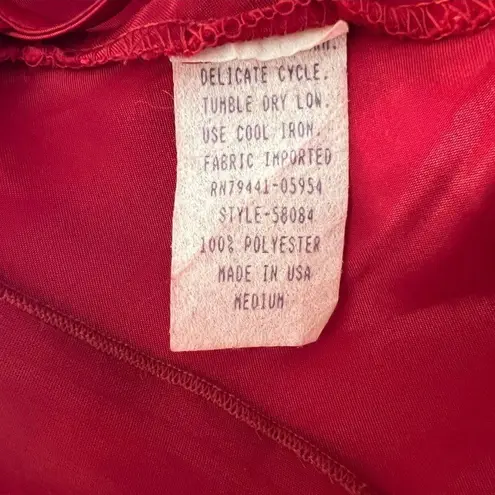 DELICATE CYCLE.
TUMBLE DRY LOW.
USE COOL IRON.
FABRIC IMPORTED
RN79441-05954
STYLE-58084
100% POLYESTER
MADE IN USA
MEDIUM